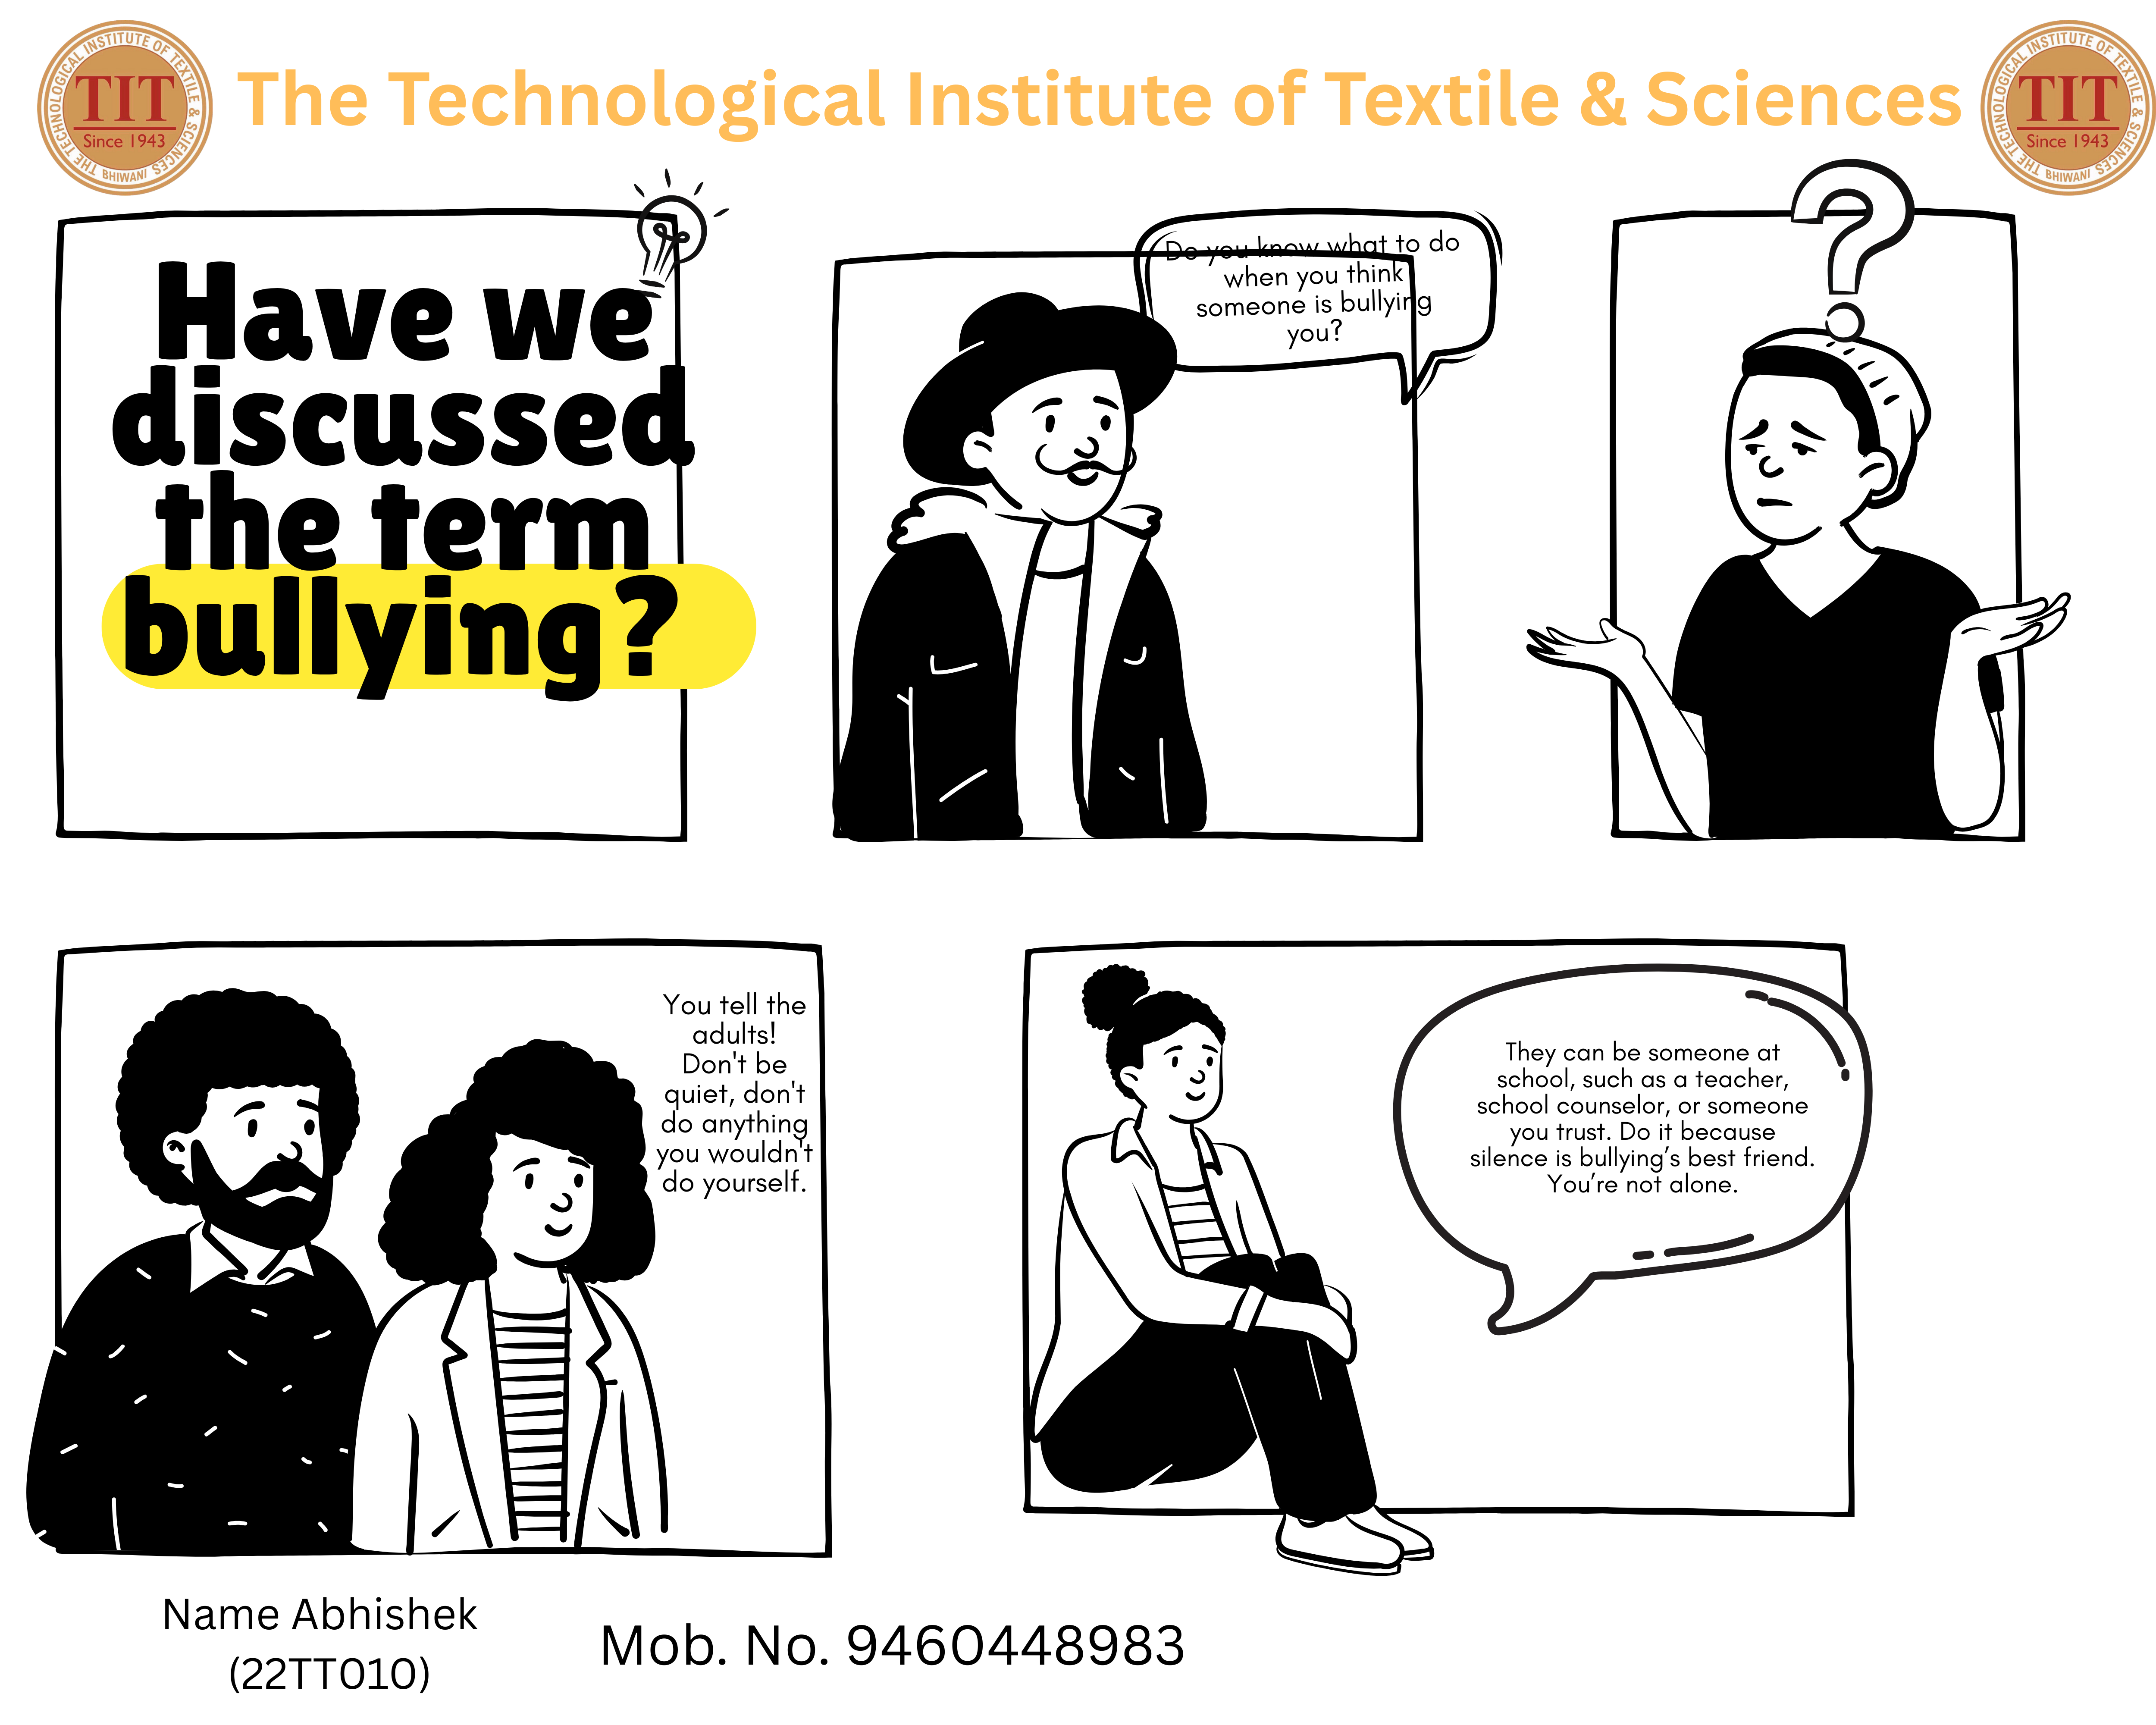 THE TECHNOLOGICAL INSTITUTE OF TEXTILE & SCIENCES
TIT
Since 1943
BHIWANI
The Technological Institute of Textile & Sciences
THE TECHNOLOGICAL INSTITUTE OF TEXTILE & SCIENCES
TIT
Since 1943
BHIWANI
Have we
discussed
the term
bullying?
Do you know what to do
when you think
someone is bullying
you?
?
You tell the
adults!
Don't be
quiet, don't
do anything
you wouldn't
do yourself.
They can be someone at
school, such as a teacher,
school counselor, or someone
you trust. Do it because
silence is bullying’s best friend.
You’re not alone.
Name Abhishek
(22TT010)
Mob. No. 9460448983